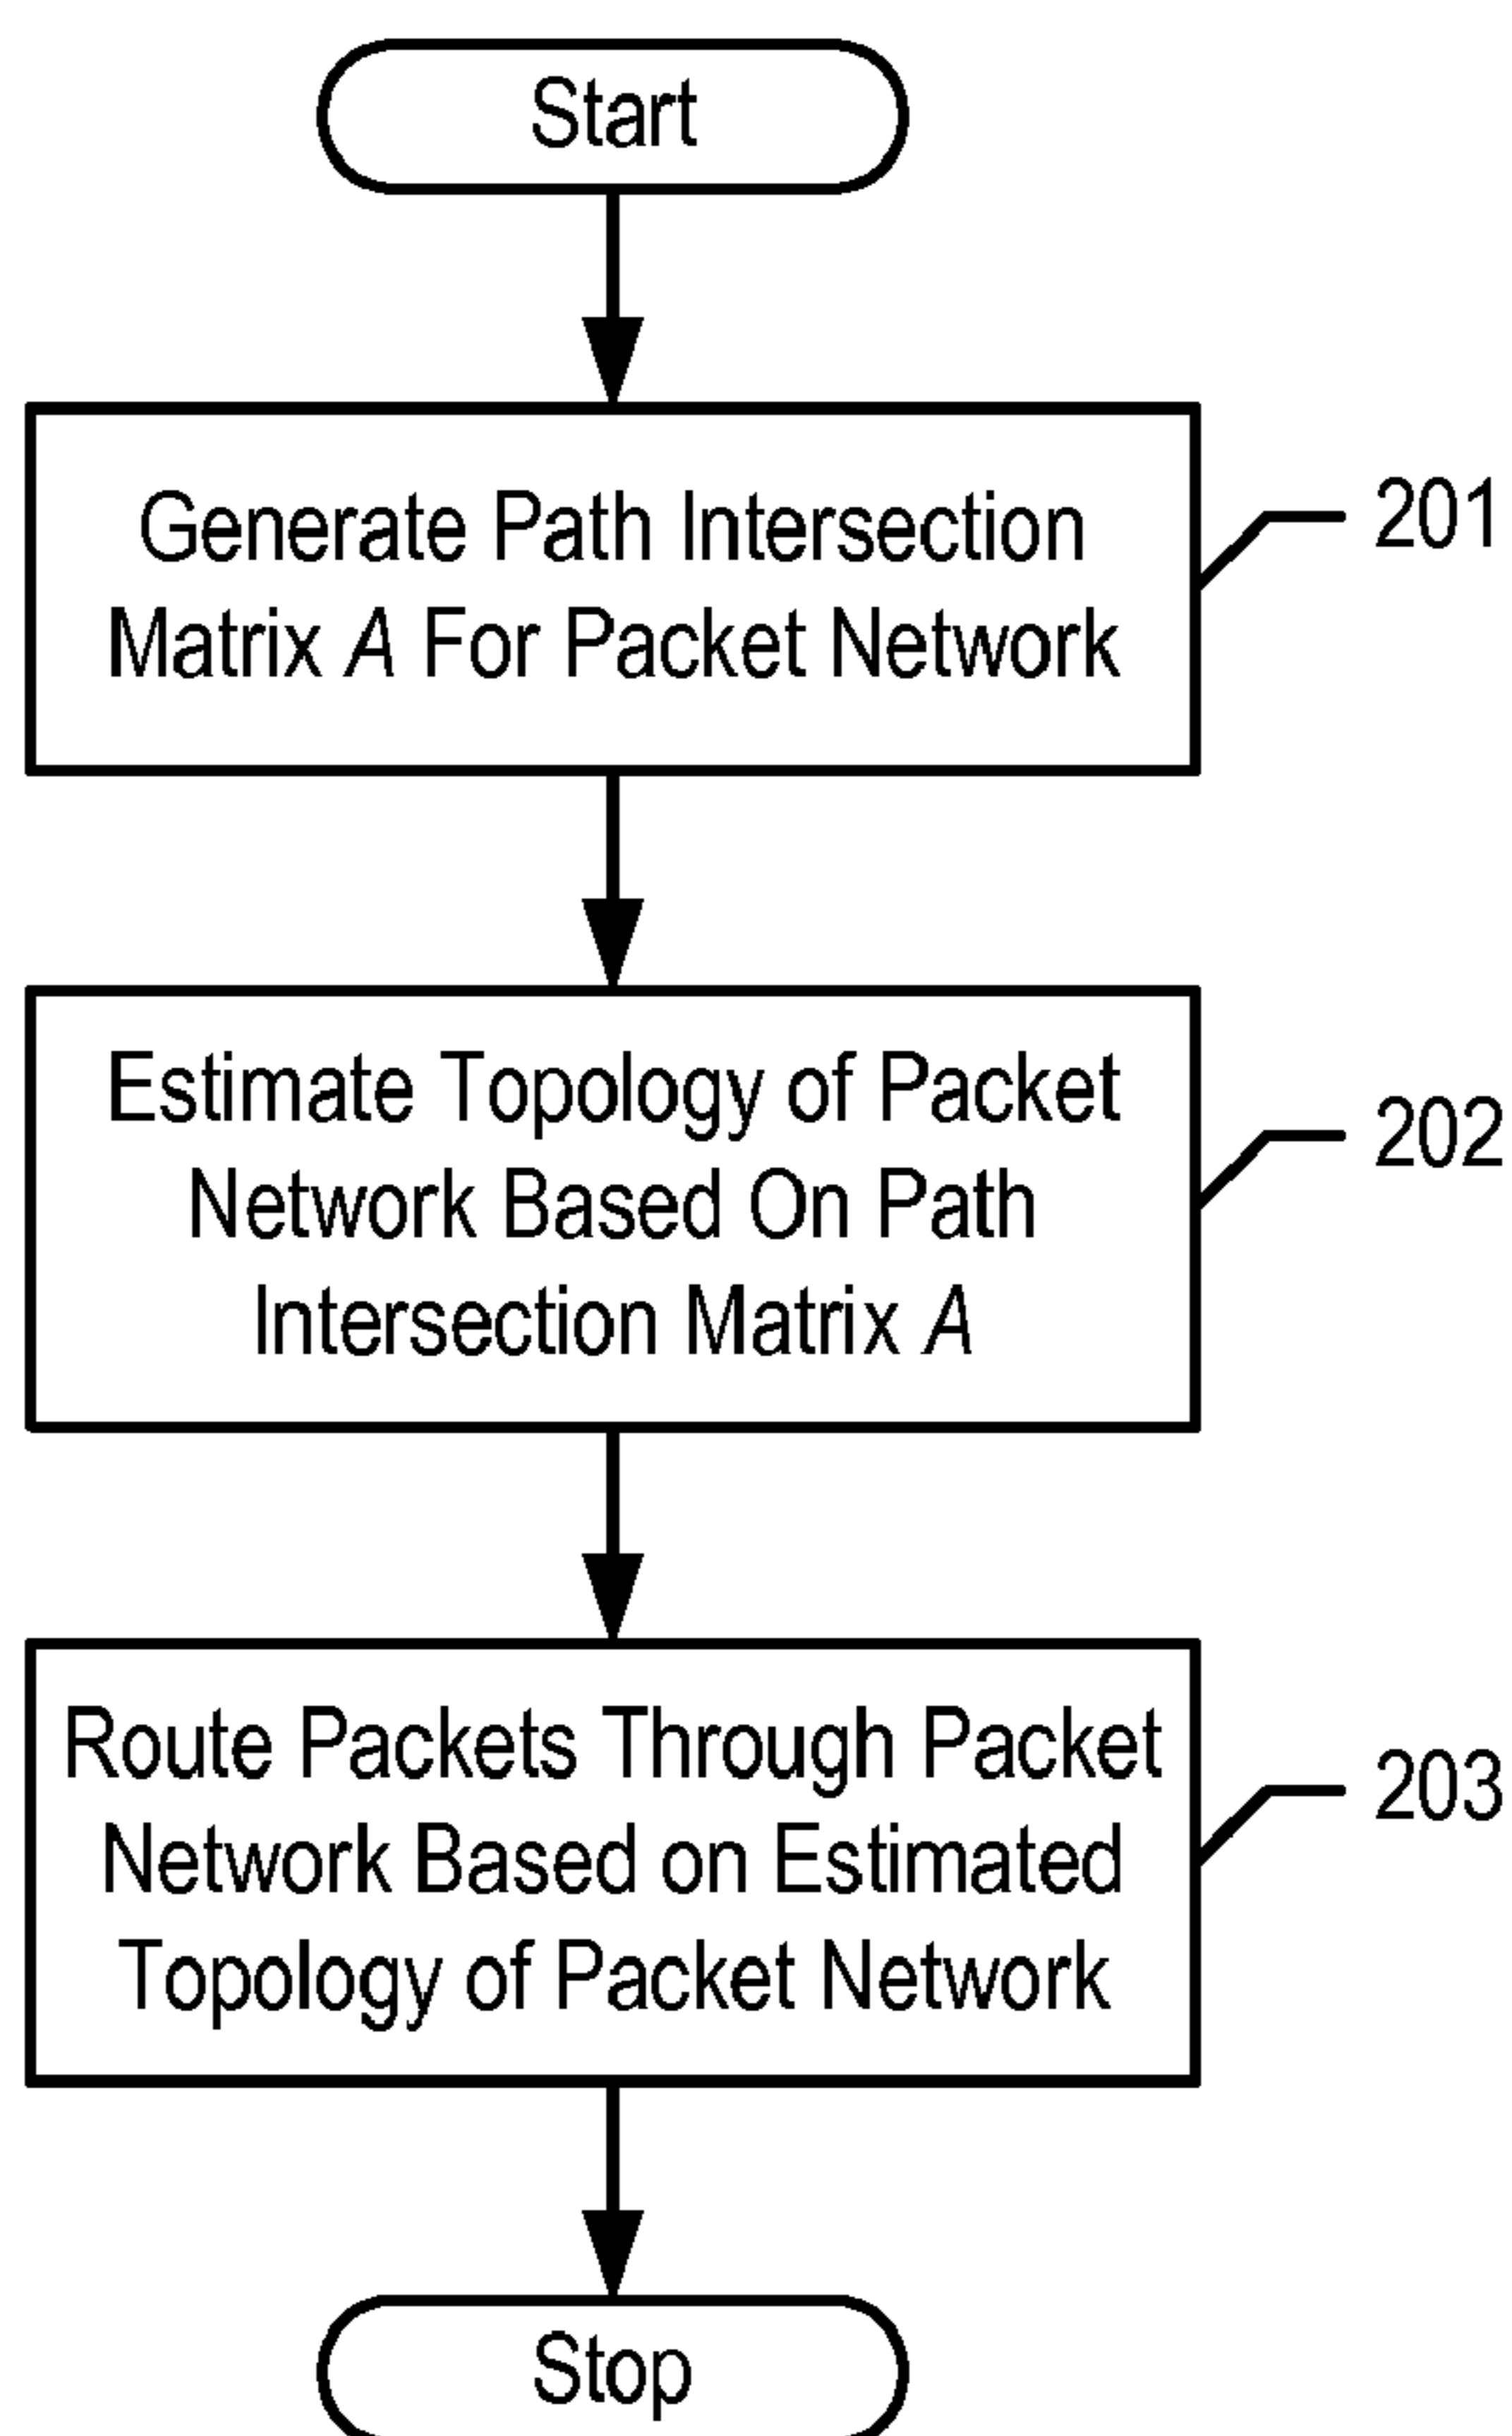 Start
Generate Path Intersection
Matrix A For Packet Network
201
Estimate Topology of Packet
Network Based On Path
Intersection Matrix A
202
Route Packets Through Packet
Network Based on Estimated
Topology of Packet Network
203
Stop